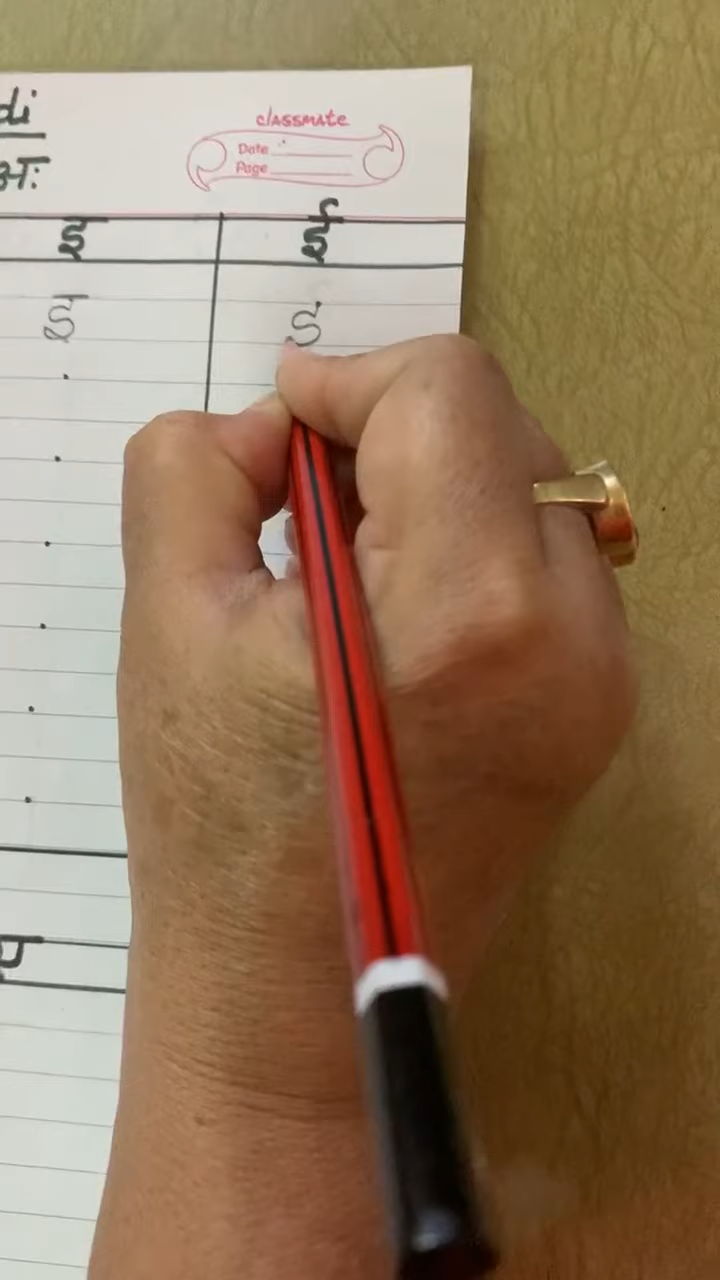 di
classmate
Date
Page
अ:
इ ई
इ